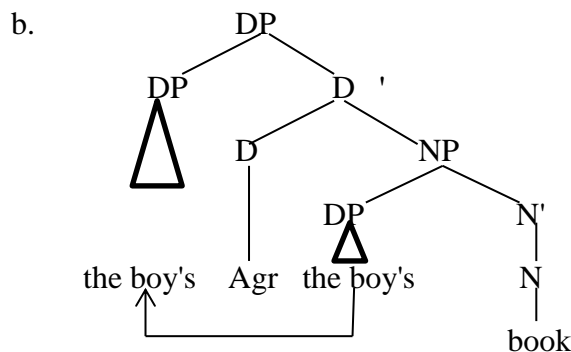 b.
DP
DP D '
D NP
DP N'
the boy's Agr the boy's N
book